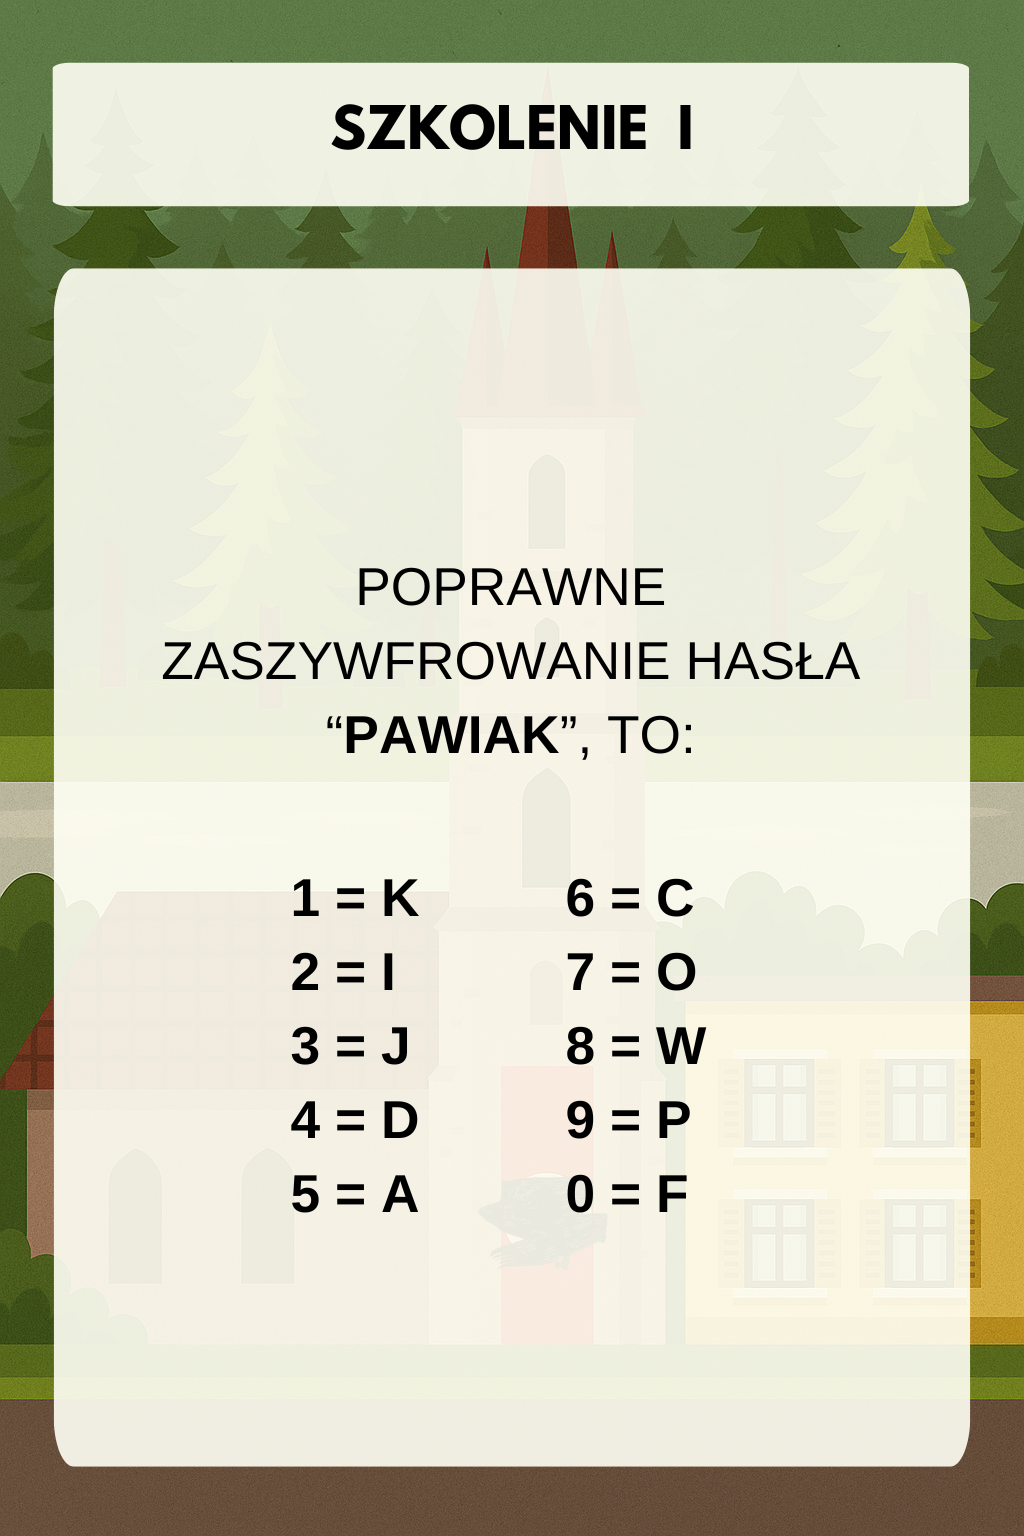 SZKOLENIE I
POPRAWNE
ZASZYWFROWANIE HASŁA
“PAWIAK”, TO:
1 = K
2 = I
3 = J
4 = D
5 = A
6 = C
7 = O
8 = W
9 = P
0 = F